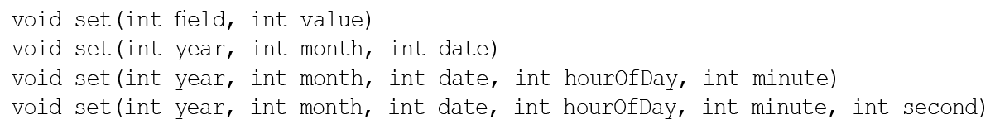 void set(int field, int value)
void set(int year, int month, int date)
void set(int year, int month, int date, int hourOfDay, int minute)
void set(int year, int month, int date, int hourOfDay, int minute, int second)